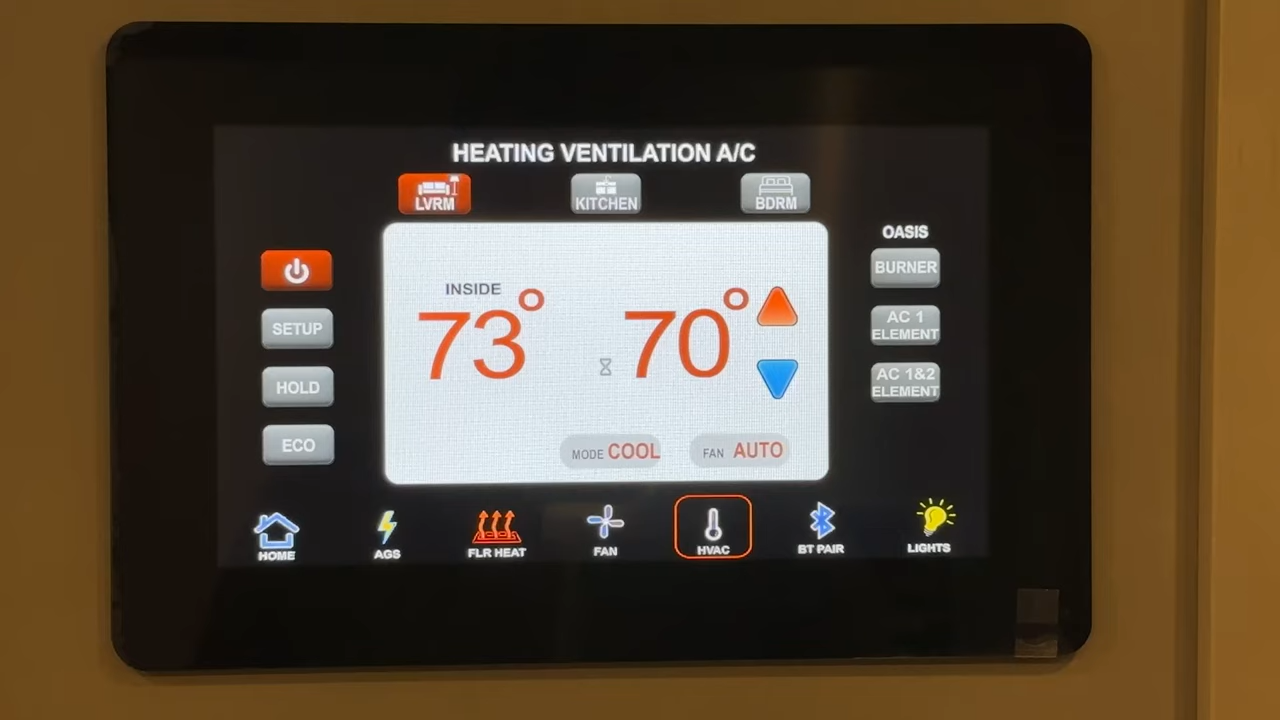 HEATING VENTILATION A/C
LVRM
KITCHEN
BDRM
OASIS
SETUP
HOLD
ECO
INSIDE
73°
70°
MODE COOL
FAN AUTO
BURNER
AC 1
ELEMENT
AC 1&2
ELEMENT
HOME
AGS
FLR HEAT
FAN
HVAC
BT PAIR
LIGHTS